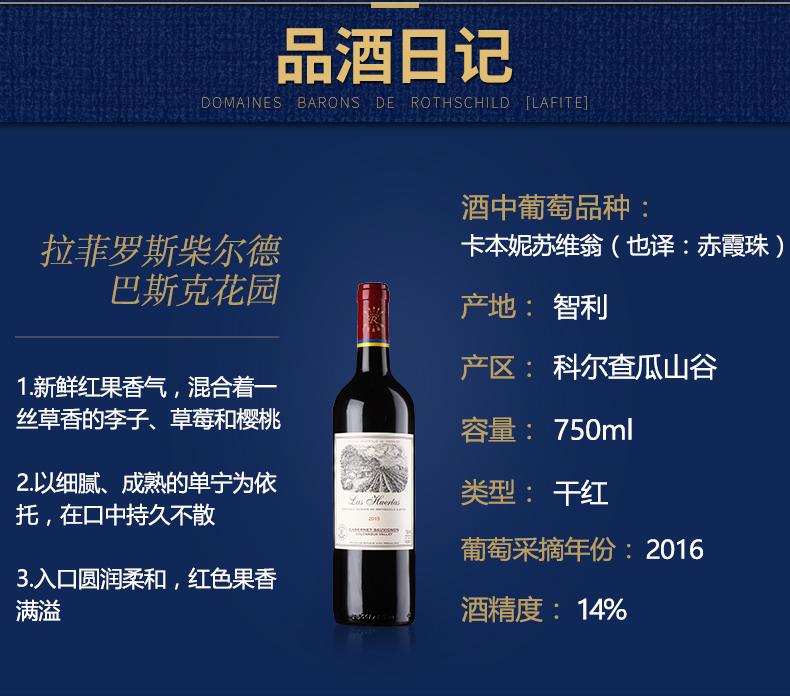 品酒日记
DOMAINES BARONS DE ROTHSCHILD [LAFITE]
拉菲罗斯柴尔德
巴斯克花园
1.新鲜红果香气，混合着一
丝草香的李子、草莓和樱桃
2.以细腻、成熟的单宁为依
托，在口中持久不散
3.入口圆润柔和，红色果香
满溢
Las Huertas
2015
CABERNET SAUVIGNON
COLCHAGUA VALLEY
酒中葡萄品种：
卡本妮苏维翁（也译：赤霞珠）
产地： 智利
产区： 科尔查瓜山谷
容量： 750ml
类型： 干红
葡萄采摘年份： 2016
酒精度： 14%